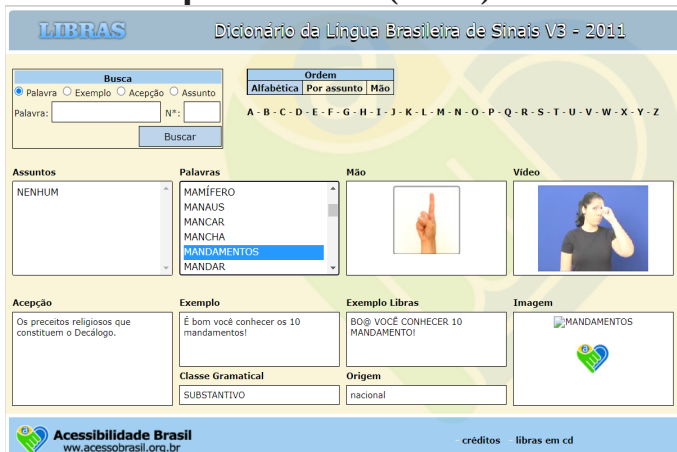 LIBRAS
Dicionário da Língua Brasileira de Sinais V3 - 2011
Busca
Palavra Exemplo Acepção Assunto
Palavra: N*:
Buscar
Ordem
Alfabética Por assunto Mão
A - B - C - D - E - F - G - H - I - J - K - L - M - N - O - P - Q - R - S - T - U - V - W - X - Y - Z
Assuntos
NENHUM
Palavras
MAMÍFERO
MANAUS
MANCAR
MANCHA
MANDAMENTOS
MANDAR
Mão
Vídeo
Acepção
Os preceitos religiosos que
constituem o Decálogo.
Exemplo
É bom você conhecer os 10
mandamentos!
Exemplo Libras
BO@ VOCÊ CONHECER 10
MANDAMENTO!
Imagem
MANDAMENTOS
Classe Gramatical
SUBSTANTIVO
Origem
nacional
Acessibilidade Brasil
www.acessobrasil.org.br
- créditos - libras em cd